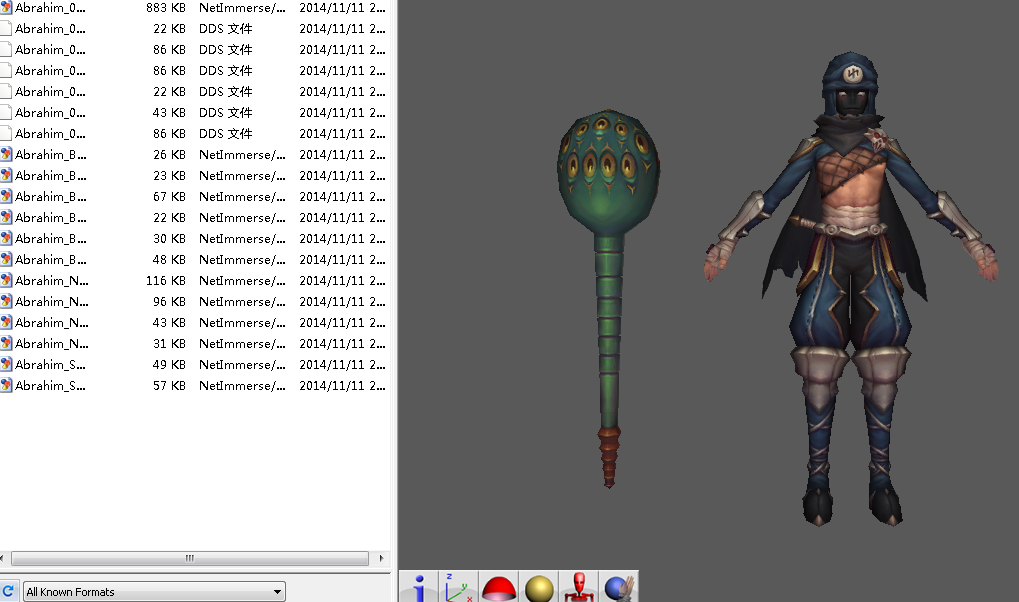 Abrahim_0... 883 KB NetImmerse/... 2014/11/11 2...
Abrahim_0... 22 KB DDS 文件 2014/11/11 2...
Abrahim_0... 86 KB DDS 文件 2014/11/11 2...
Abrahim_0... 86 KB DDS 文件 2014/11/11 2...
Abrahim_0... 22 KB DDS 文件 2014/11/11 2...
Abrahim_0... 43 KB DDS 文件 2014/11/11 2...
Abrahim_0... 86 KB DDS 文件 2014/11/11 2...
Abrahim_B... 26 KB NetImmerse/... 2014/11/11 2...
Abrahim_B... 23 KB NetImmerse/... 2014/11/11 2...
Abrahim_B... 67 KB NetImmerse/... 2014/11/11 2...
Abrahim_B... 22 KB NetImmerse/... 2014/11/11 2...
Abrahim_B... 30 KB NetImmerse/... 2014/11/11 2...
Abrahim_B... 48 KB NetImmerse/... 2014/11/11 2...
Abrahim_N... 116 KB NetImmerse/... 2014/11/11 2...
Abrahim_N... 96 KB NetImmerse/... 2014/11/11 2...
Abrahim_N... 43 KB NetImmerse/... 2014/11/11 2...
Abrahim_N... 31 KB NetImmerse/... 2014/11/11 2...
Abrahim_S... 49 KB NetImmerse/... 2014/11/11 2...
Abrahim_S... 57 KB NetImmerse/... 2014/11/11 2...
All Known Formats
z
y
x